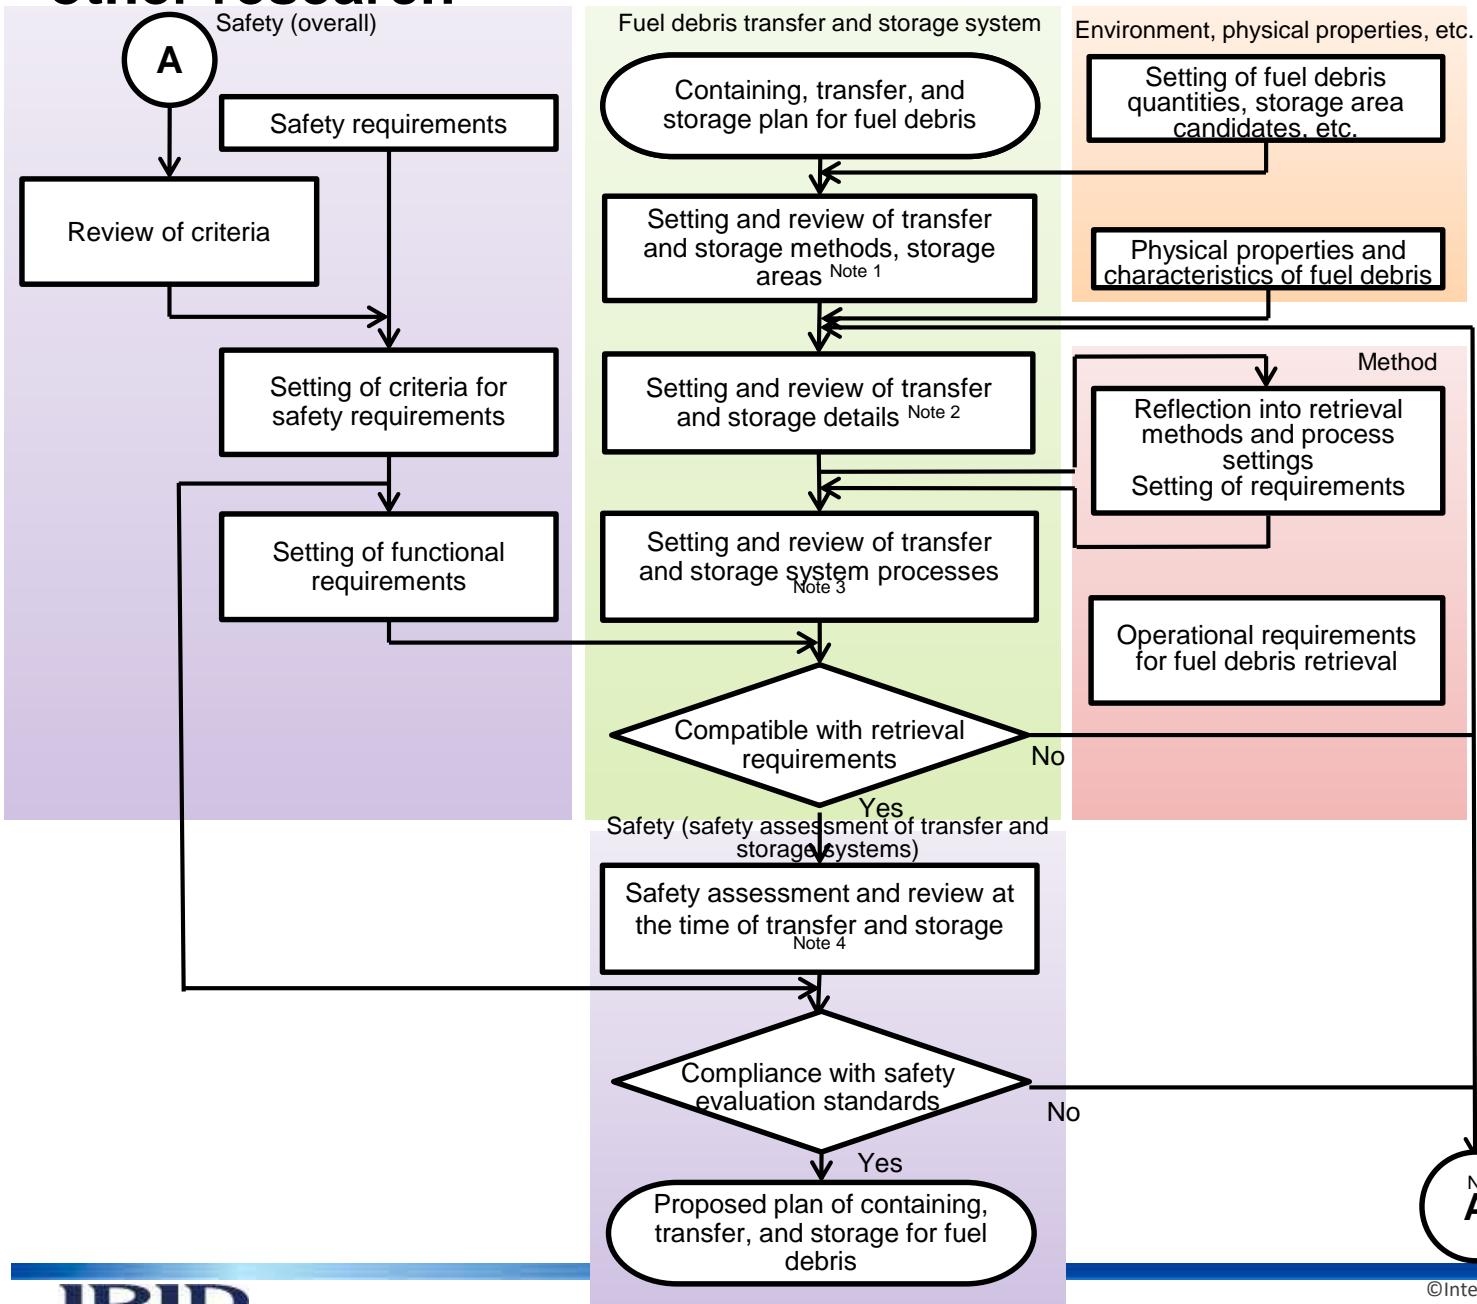 other research
Safety (overall)
A
Safety requirements
Review of criteria
Setting of criteria for
safety requirements
Setting of functional
requirements
Fuel debris transfer and storage system
Containing, transfer, and
storage plan for fuel debris
Setting and review of transfer
and storage methods, storage
areas Note 1
Setting and review of transfer
and storage details Note 2
Setting and review of transfer
and storage system processes
Note 3
Compatible with retrieval
requirements
No
Yes
Environment, physical properties, etc.
Setting of fuel debris
quantities, storage area
candidates, etc.
Physical properties and
characteristics of fuel debris
Method
Reflection into retrieval
methods and process
settings
Setting of requirements
Operational requirements
for fuel debris retrieval
Safety (safety assessment of transfer and
storage systems)
Safety assessment and review at
the time of transfer and storage
Note 4
Compliance with safety
evaluation standards
No
Yes
Proposed plan of containing,
transfer, and storage for fuel
debris
A
IRID
©Inte